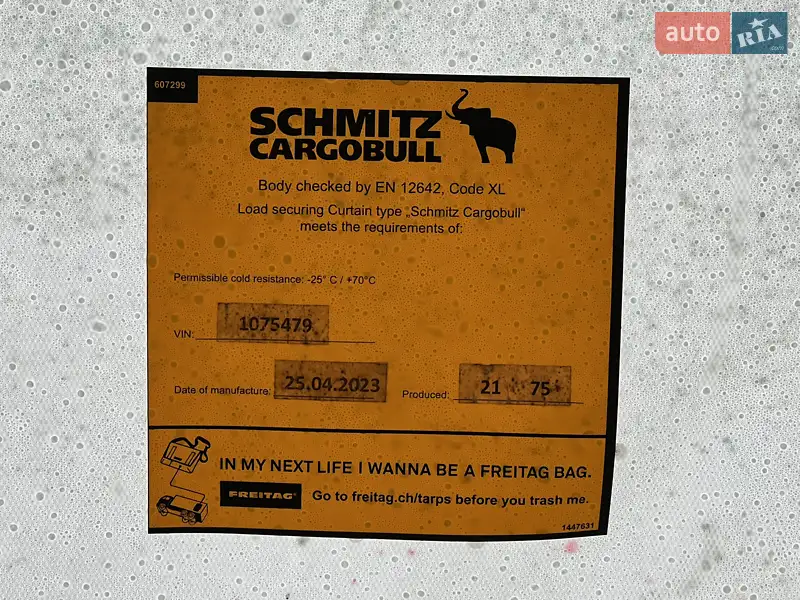 auto RIA .com
607299
SCHMITZ
CARGOBULL
Body checked by EN 12642, Code XL
Load securing Curtain type „Schmitz Cargobull“
meets the requirements of:
Permissible cold resistance: -25° C / +70°C
VIN: 1075479
Date of manufacture: 25.04.2023 Produced: 21 75
IN MY NEXT LIFE I WANNA BE A FREITAG BAG.
FREITAG® Go to freitag.ch/tarps before you trash me.
1447631